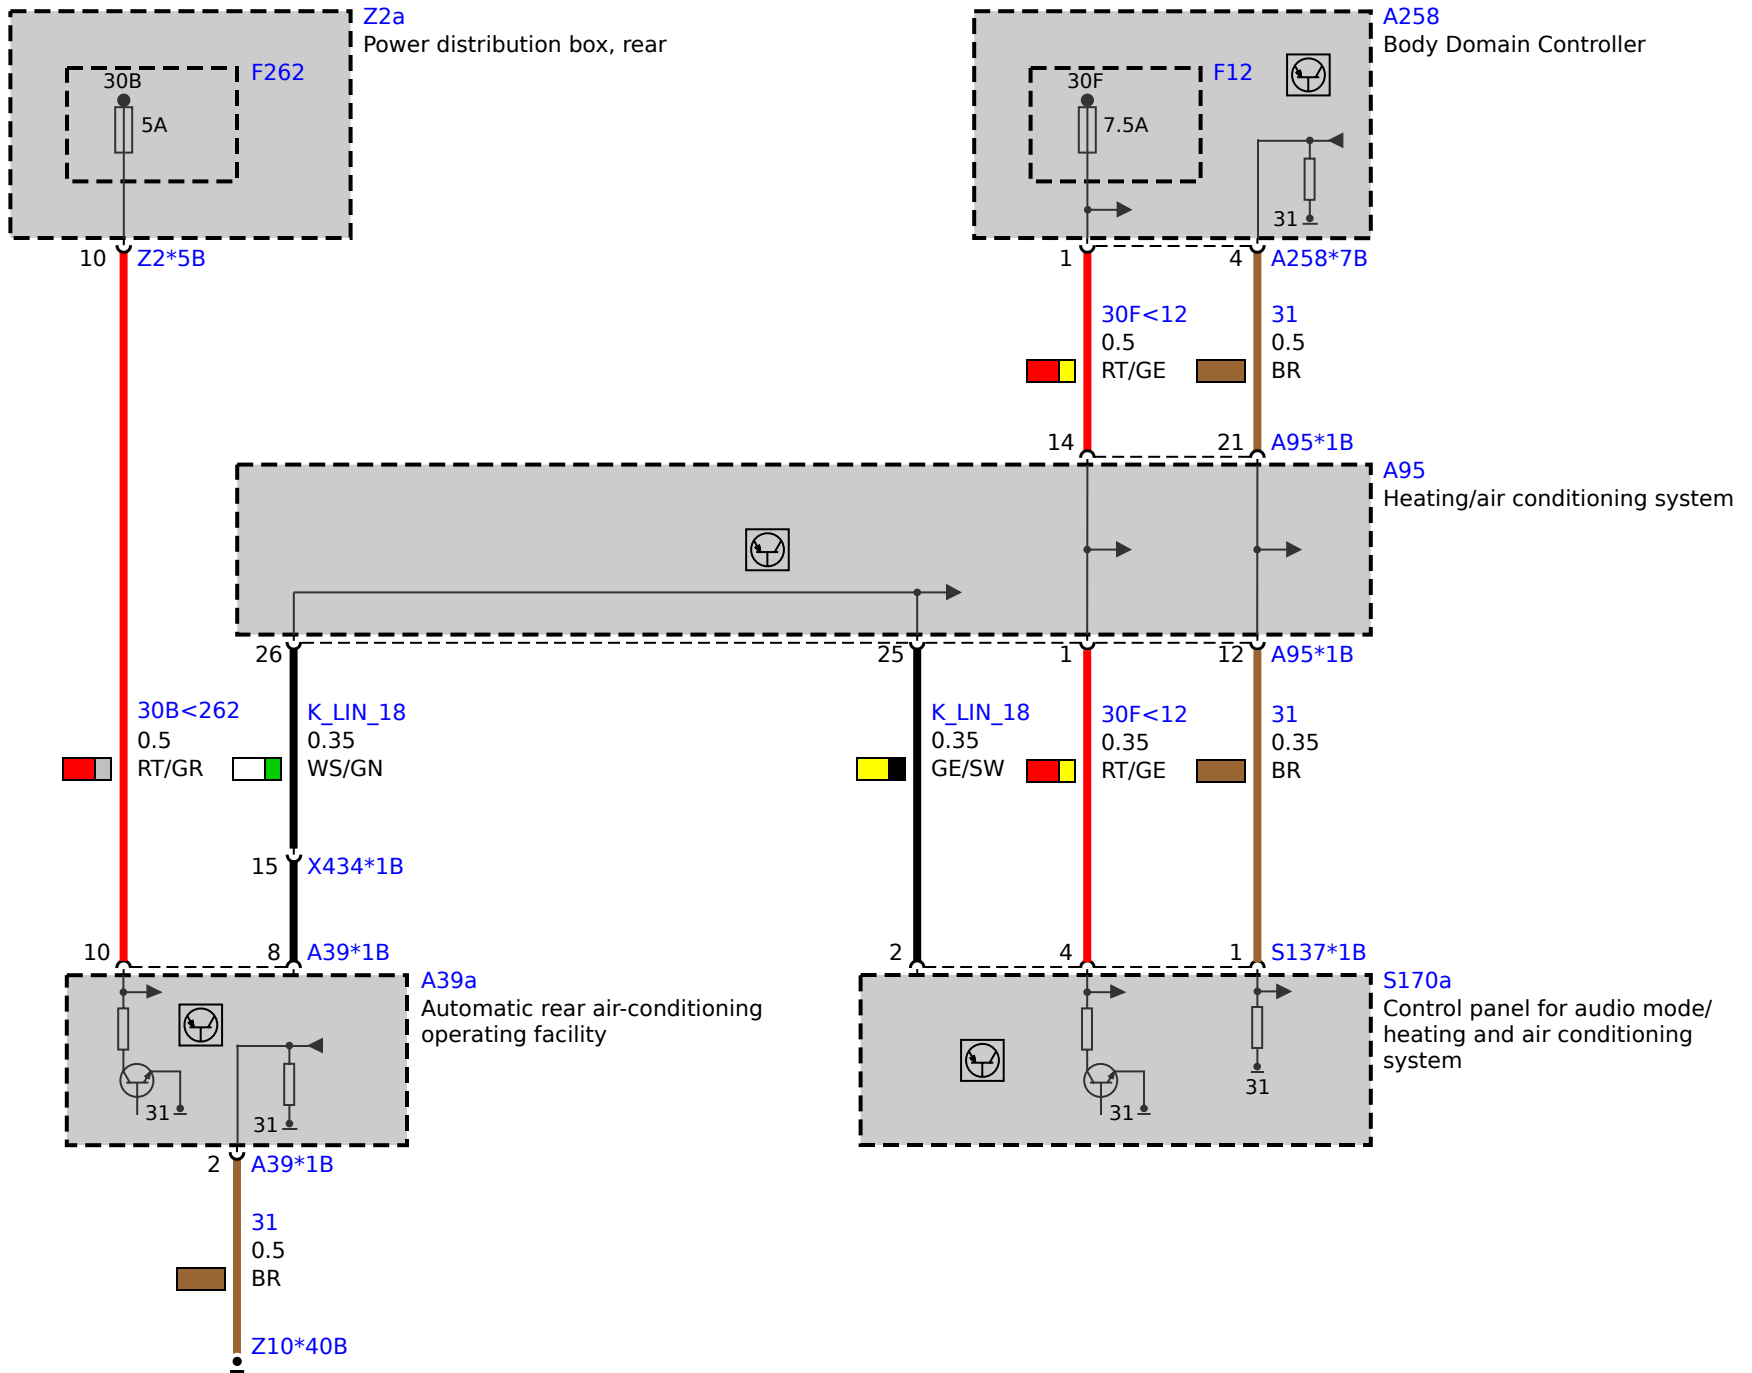 Z2a
Power distribution box, rear
F262
30B
5A
10
Z2*5B
A258
Body Domain Controller
F12
30F
7.5A
31
1
4
A258*7B
30F<12
0.5
RT/GE
31
0.5
BR
14
21
A95*1B
A95
Heating/air conditioning system
26
25
1
12
A95*1B
30B<262
0.5
RT/GR
K_LIN_18
0.35
WS/GN
K_LIN_18
0.35
GE/SW
30F<12
0.35
RT/GE
31
0.35
BR
15
X434*1B
10
8
A39*1B
2
4
1
S137*1B
A39a
Automatic rear air-conditioning
operating facility
31
31
S170a
Control panel for audio mode/
heating and air conditioning
system
31
31
2
A39*1B
31
0.5
BR
Z10*40B